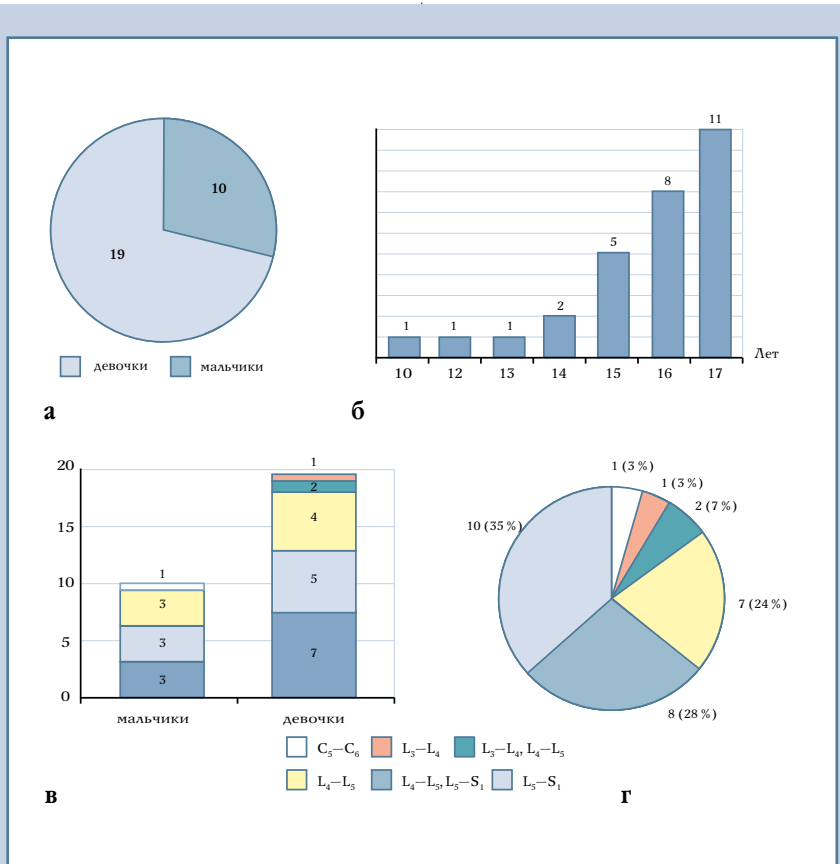 10
19
девочки мальчики
а
11
8
5
2
1 1 1
Лет
10 12 13 14 15 16 17
б
20
15
10
5
0
1
3
3
3
1
2
4
5
7
мальчики девочки
в
1 (3 %)
1 (3 %)
2 (7 %)
10 (35 %)
7 (24 %)
8 (28 %)
C₅—C₆ L₃—L₄ L₃—L₄, L₄—L₅
L₄—L₅ L₄—L₅, L₅—S₁ L₅—S₁
г